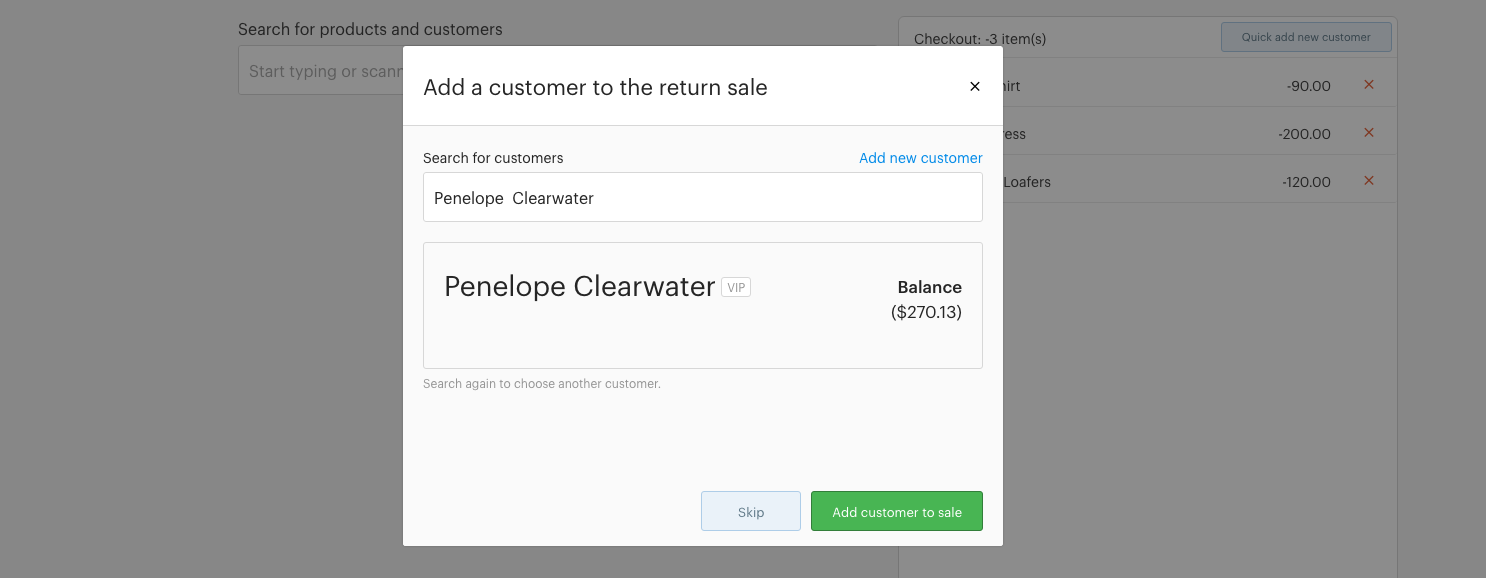 Search for products and customers
Start typing or scann
Checkout: -3 item(s)
Quick add new customer
Add a customer to the return sale
×
hirt -90.00 ×
ress -200.00 ×
Loafers -120.00 ×
Search for customers
Add new customer
Penelope  Clearwater
Penelope Clearwater VIP
Balance
($270.13)
Search again to choose another customer.
Skip
Add customer to sale